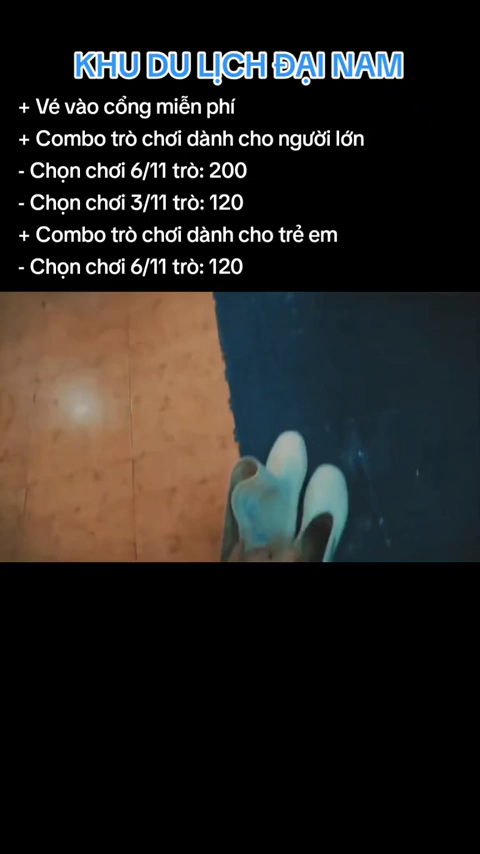 KHU DU LỊCH ĐẠI NAM
+ Vé vào cổng miễn phí
+ Combo trò chơi dành cho người lớn
- Chọn chơi 6/11 trò: 200
- Chọn chơi 3/11 trò: 120
+ Combo trò chơi dành cho trẻ em
- Chọn chơi 6/11 trò: 120